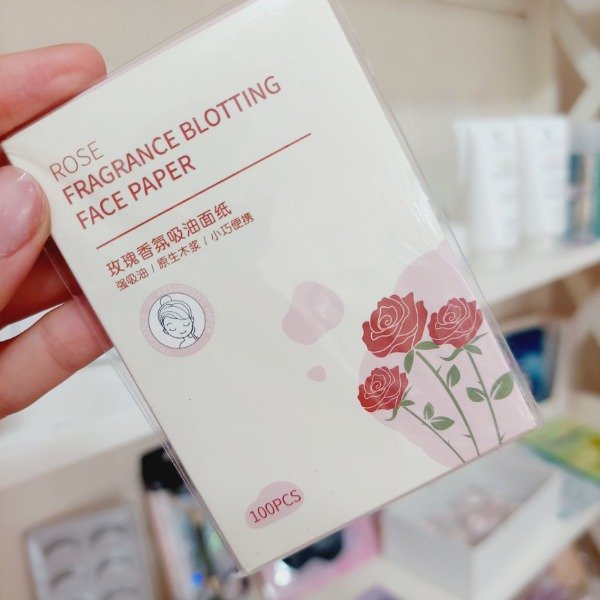 ROSE
FRAGRANCE BLOTTING
FACE PAPER
玫瑰香氛吸油面纸
强吸油 / 原生木浆 / 小巧便携
100PCS